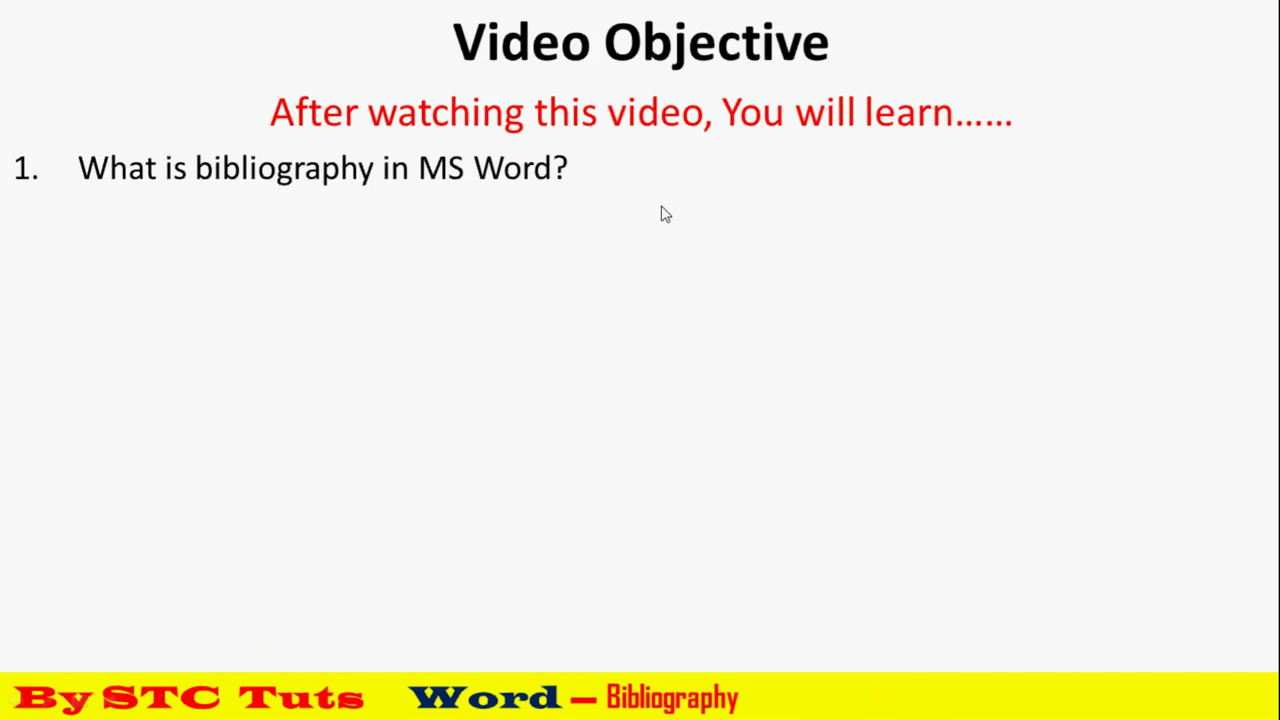 Video Objective
After watching this video, You will learn……
1. What is bibliography in MS Word?
By STC Tuts Word – Bibliography